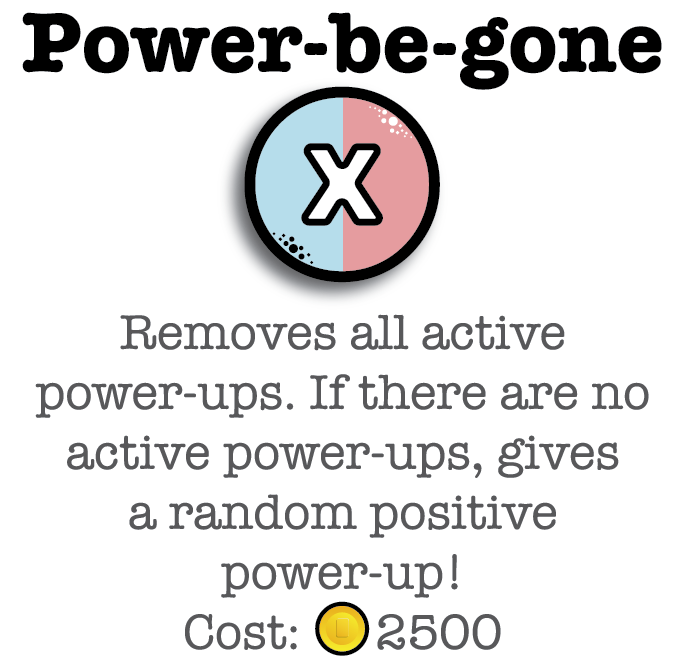 Power-be-gone
X
Removes all active
power-ups. If there are no
active power-ups, gives
a random positive
power-up!
Cost: L 2500